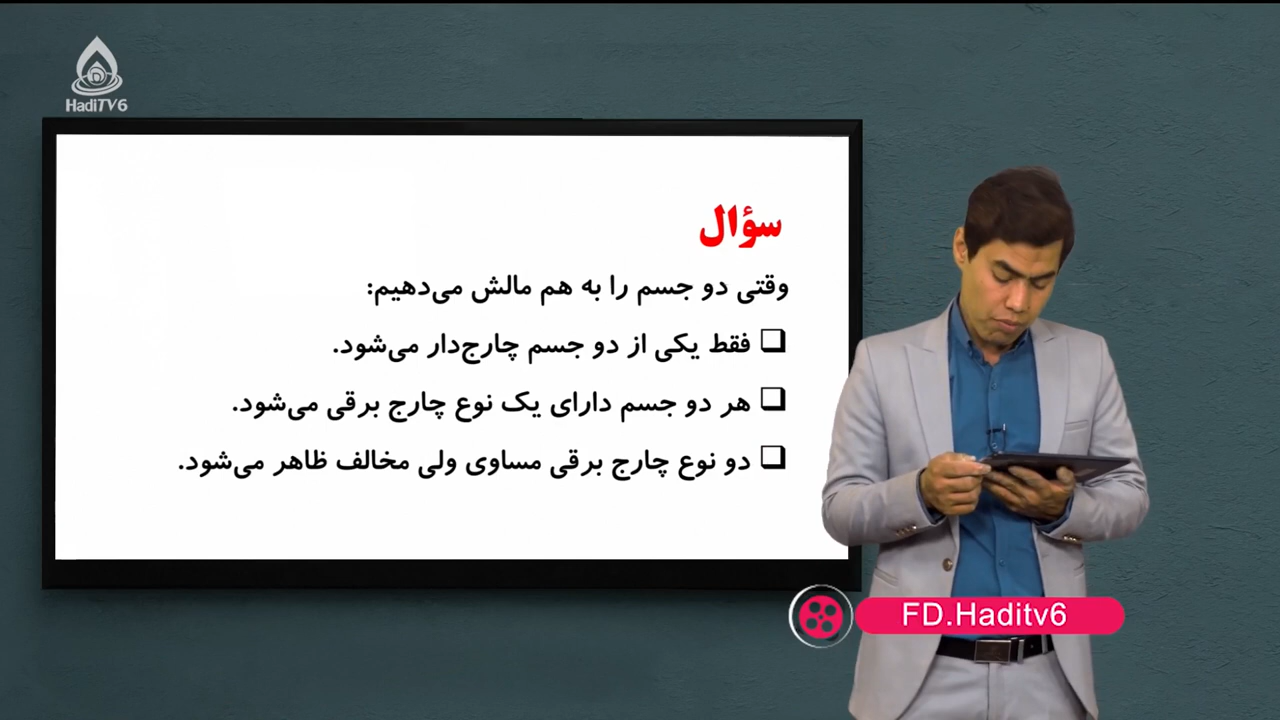 HadiTV6
سؤال
وقتی دو جسم را به هم مالش می‌دهیم:
❑ فقط یکی از دو جسم چارج‌دار می‌شود.
❑ هر دو جسم دارای یک نوع چارج برقی می‌شود.
❑ دو نوع چارج برقی مساوی ولی مخالف ظاهر می‌شود.
FD.Haditv6